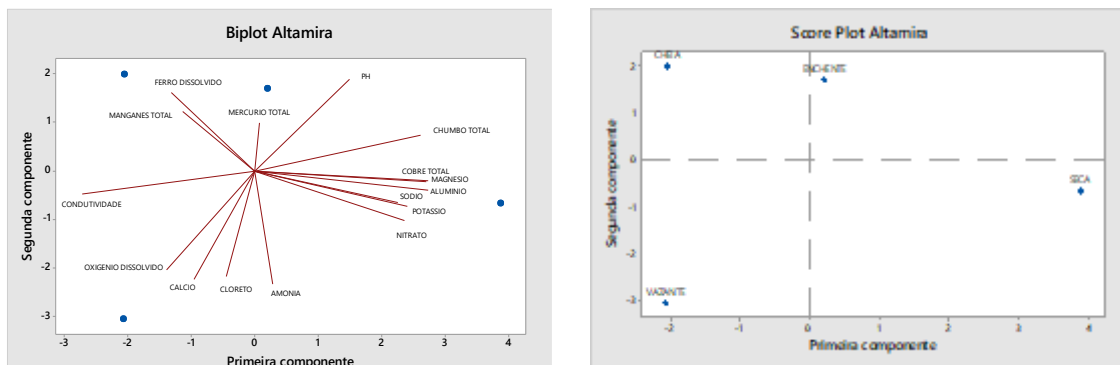 Biplot Altamira
2
FERRO DISSOLVIDO
PH
MANGANES TOTAL
MERCURIO TOTAL
1
CHUMBO TOTAL
0
COBRE TOTAL
MAGNESIO
ALUMINIO
SODIO
CONDUTIVIDADE
POTASSIO
-1
NITRATO
OXIGENIO DISSOLVIDO
-2
CALCIO
CLORETO
AMONIA
-3
Segunda componente
-3 -2 -1 0 1 2 3 4
Primeira componente
Score Plot Altamira
CHEIA
2
ENCHENTE
1
0
SECA
-1
-2
VAZANTE
-3
Segunda componente
-2 -1 0 1 2 3 4
Primeira componente